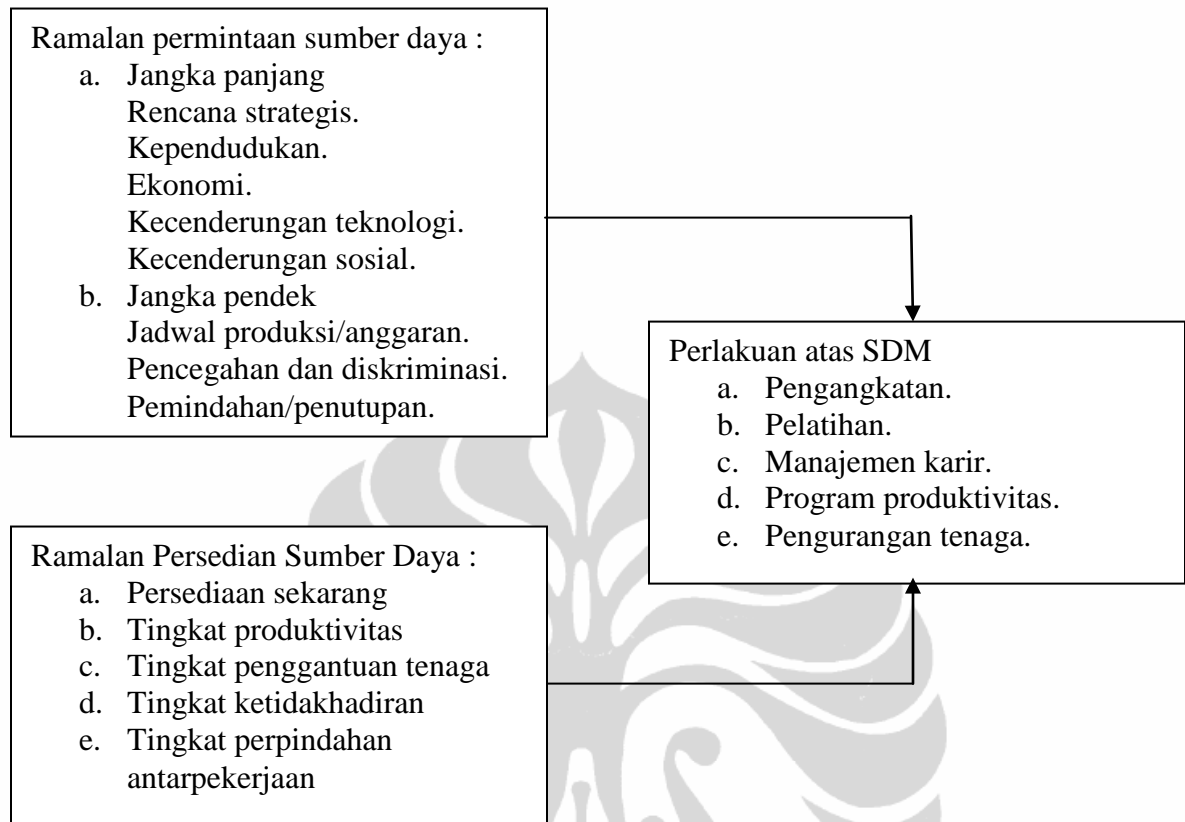 Ramalan permintaan sumber daya :
a. Jangka panjang
Rencana strategis.
Kependudukan.
Ekonomi.
Kecenderungan teknologi.
Kecenderungan sosial.
b. Jangka pendek
Jadwal produksi/anggaran.
Pencegahan dan diskriminasi.
Pemindahan/penutupan.
Perlakuan atas SDM
a. Pengangkatan.
b. Pelatihan.
c. Manajemen karir.
d. Program produktivitas.
e. Pengurangan tenaga.
Ramalan Persedian Sumber Daya :
a. Persediaan sekarang
b. Tingkat produktivitas
c. Tingkat penggantuan tenaga
d. Tingkat ketidakhadiran
e. Tingkat perpindahan
antarpekerjaan